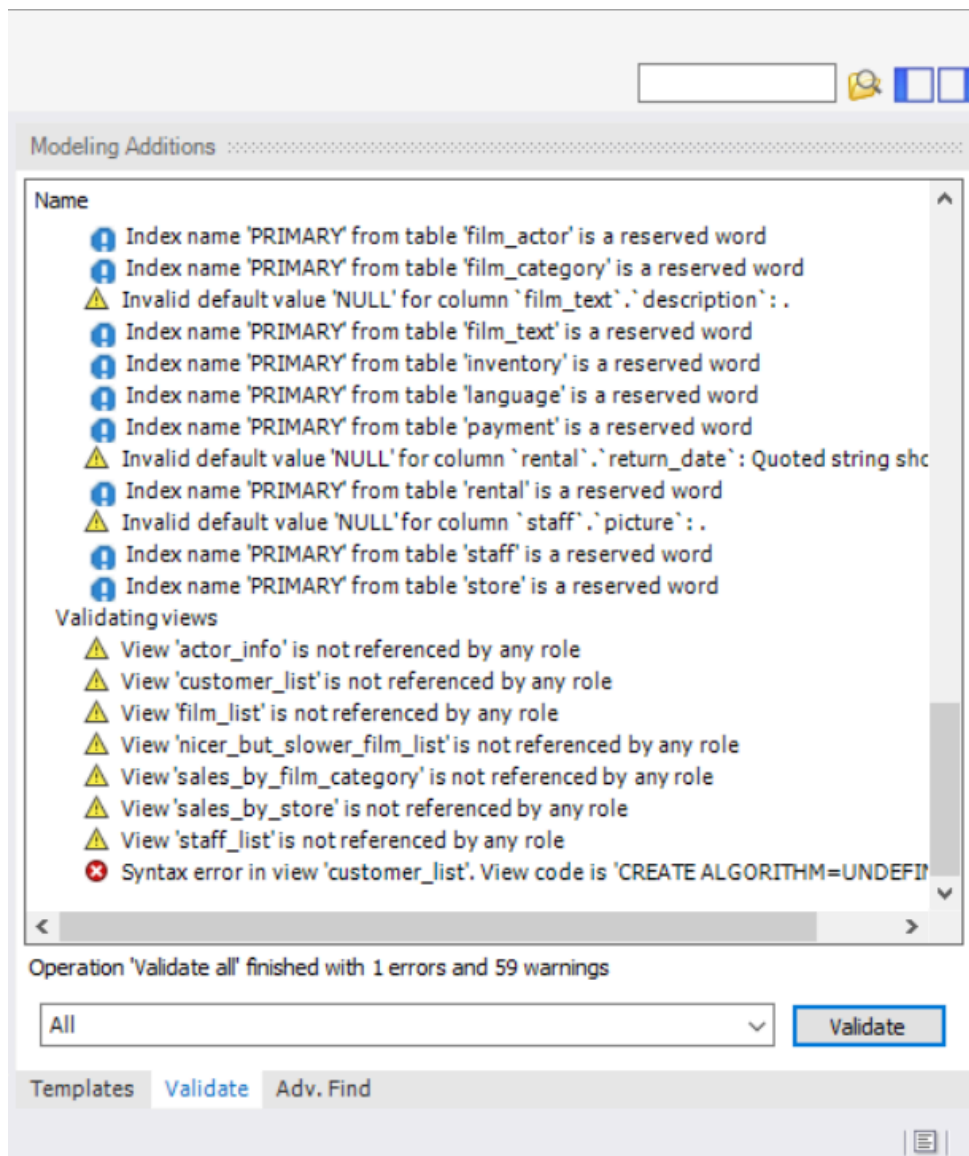 Modeling Additions
Name
Index name 'PRIMARY' from table 'film_actor' is a reserved word
Index name 'PRIMARY' from table 'film_category' is a reserved word
Invalid default value 'NULL' for column `film_text`.`description`: .
Index name 'PRIMARY' from table 'film_text' is a reserved word
Index name 'PRIMARY' from table 'inventory' is a reserved word
Index name 'PRIMARY' from table 'language' is a reserved word
Index name 'PRIMARY' from table 'payment' is a reserved word
Invalid default value 'NULL' for column `rental`.`return_date`: Quoted string sho
Index name 'PRIMARY' from table 'rental' is a reserved word
Invalid default value 'NULL' for column `staff`.`picture`: .
Index name 'PRIMARY' from table 'staff' is a reserved word
Index name 'PRIMARY' from table 'store' is a reserved word
Validating views
View 'actor_info' is not referenced by any role
View 'customer_list' is not referenced by any role
View 'film_list' is not referenced by any role
View 'nicer_but_slower_film_list' is not referenced by any role
View 'sales_by_film_category' is not referenced by any role
View 'sales_by_store' is not referenced by any role
View 'staff_list' is not referenced by any role
Syntax error in view 'customer_list'. View code is 'CREATE ALGORITHM=UNDEFIN
Operation 'Validate all' finished with 1 errors and 59 warnings
All
Validate
Templates Validate Adv. Find